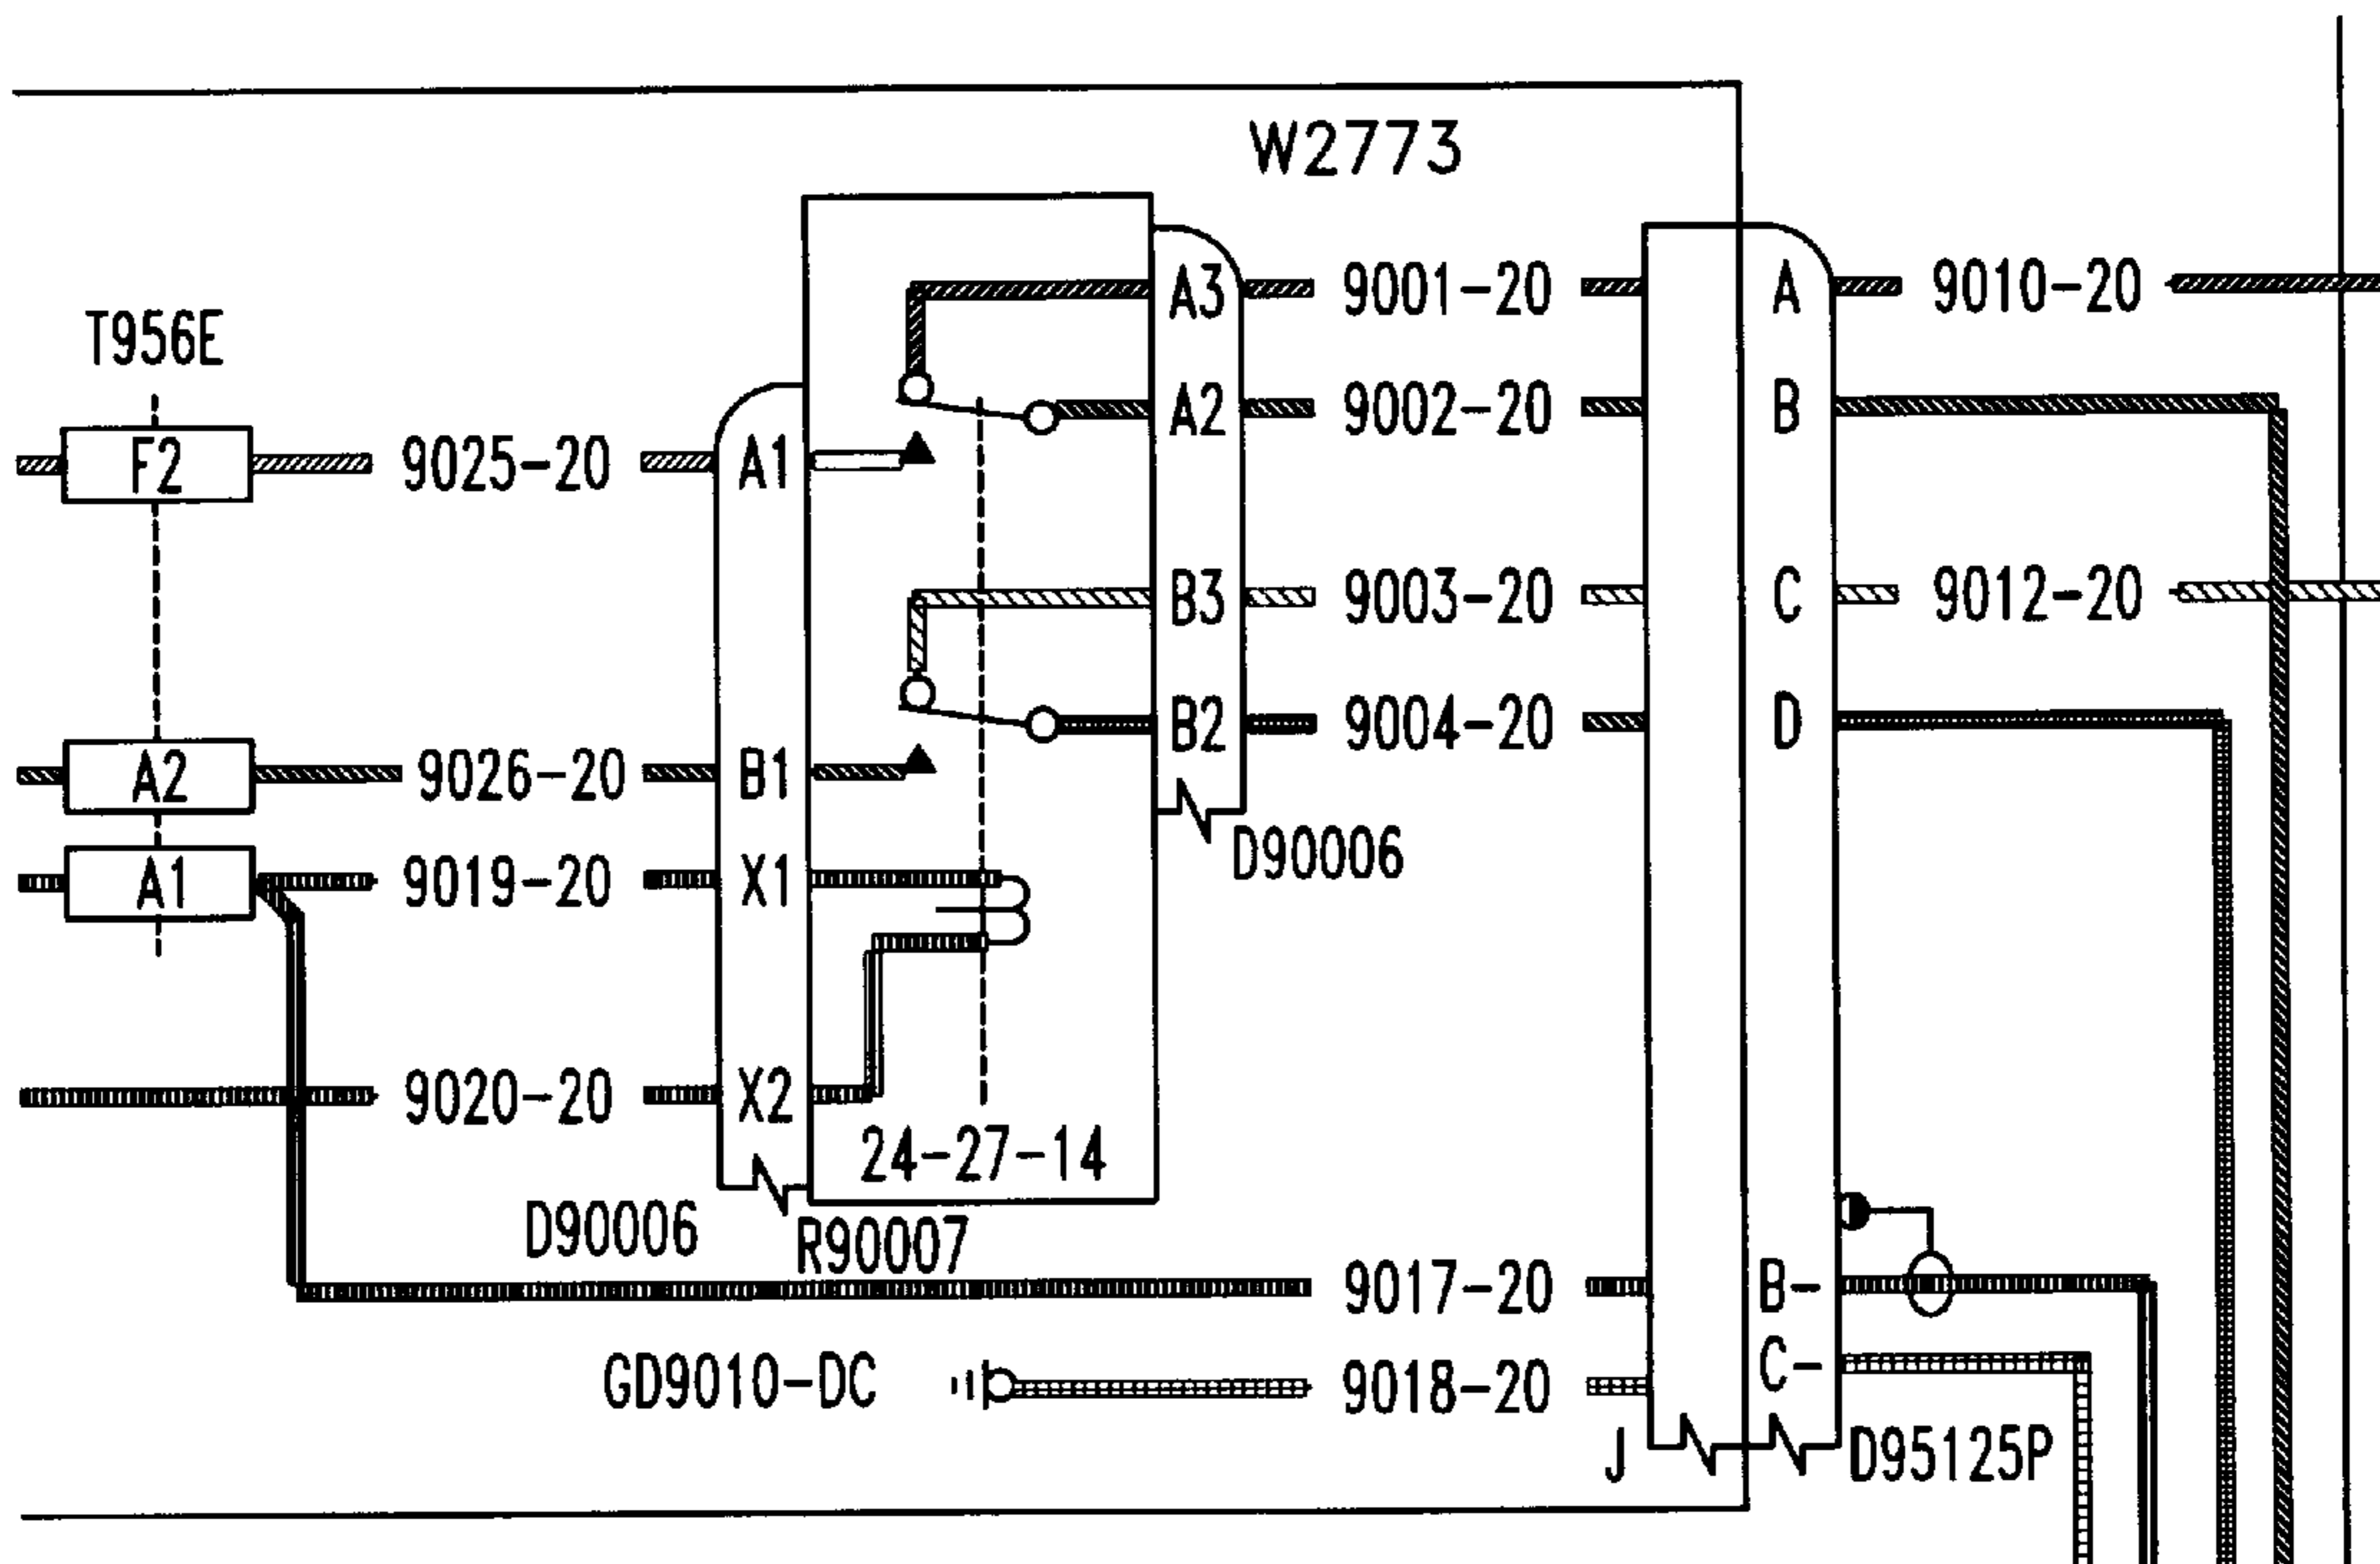 W2773
A3 9001-20 A 9010-20
T956E
A2 9002-20 B
F2 9025-20 A1
B3 9003-20 C 9012-20
B2 9004-20 D
A2 9026-20 B1
D90006
A1 9019-20 X1
9020-20 X2
24-27-14
D90006
R90007
9017-20 B-
GD9010-DC 9018-20 C-
J D95125P